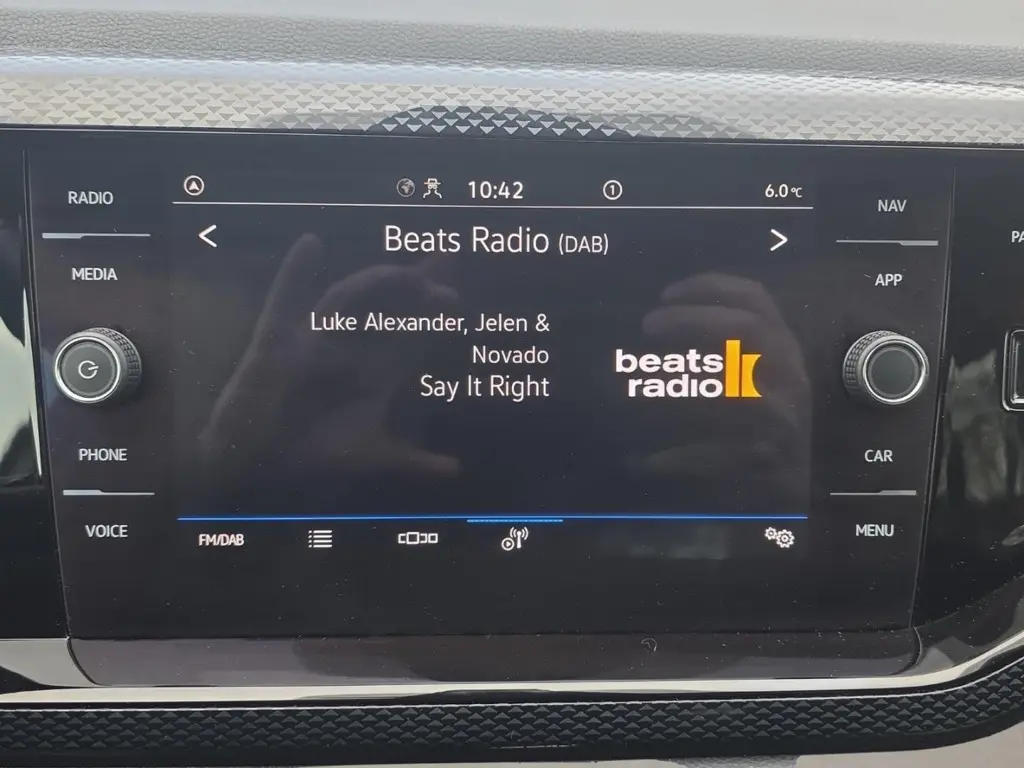 RADIO
MEDIA
PHONE
VOICE
10:42
1
6.0 °C
Beats Radio (DAB)
Luke Alexander, Jelen &
Novado
Say It Right
beats
radio
FM/DAB
NAV
APP
CAR
MENU